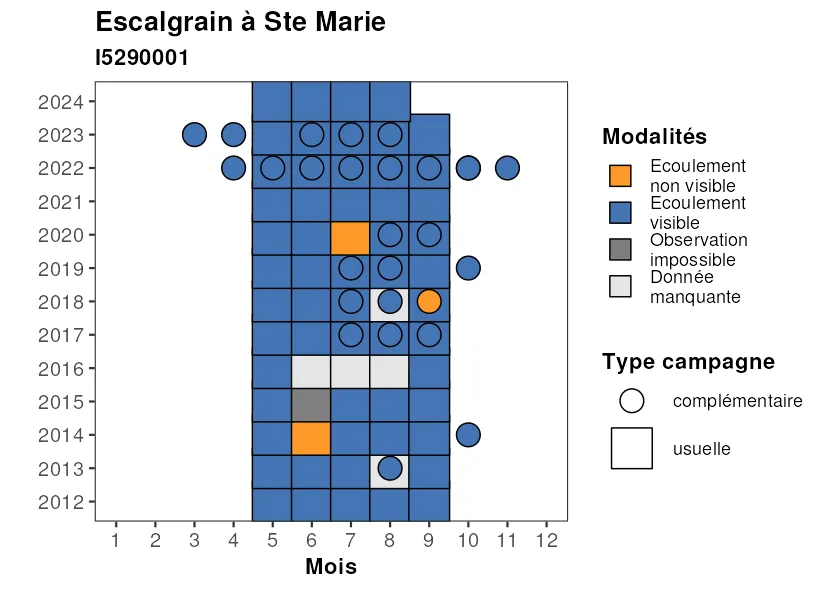 Escalgrain à Ste Marie
I5290001
2024
2023
2022
2021
2020
2019
2018
2017
2016
2015
2014
2013
2012
1 2 3 4 5 6 7 8 9 10 11 12
Mois
Modalités
Ecoulement
non visible
Ecoulement
visible
Observation
impossible
Donnée
manquante
Type campagne
complémentaire
usuelle